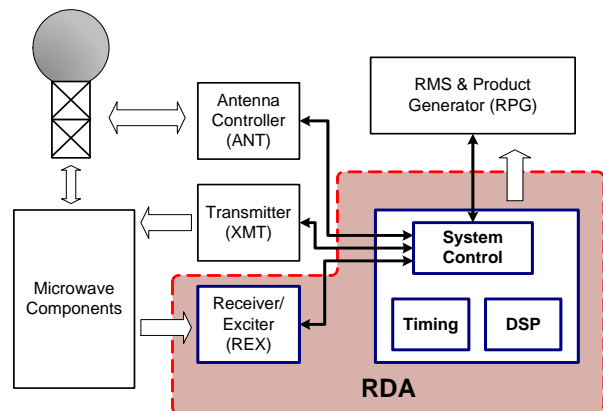 Antenna
Controller
(ANT)
RMS & Product
Generator (RPG)
Transmitter
(XMT)
System
Control
Microwave
Components
Receiver/
Exciter
(REX)
Timing
DSP
RDA